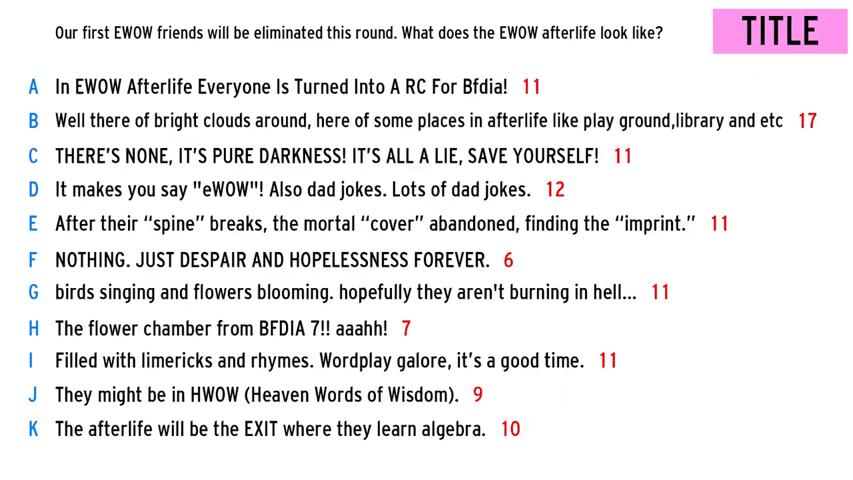 Our first EWOW friends will be eliminated this round. What does the EWOW afterlife look like?
TITLE
A In EWOW Afterlife Everyone Is Turned Into A RC For Bfdia! 11
B Well there of bright clouds around, here of some places in afterlife like play ground,library and etc 17
C THERE'S NONE, IT'S PURE DARKNESS! IT'S ALL A LIE, SAVE YOURSELF! 11
D It makes you say "eWOW"! Also dad jokes. Lots of dad jokes. 12
E After their “spine” breaks, the mortal “cover” abandoned, finding the “imprint.” 11
F NOTHING. JUST DESPAIR AND HOPELESSNESS FOREVER. 6
G birds singing and flowers blooming. hopefully they aren't burning in hell... 11
H The flower chamber from BFDIA 7!! aaahh! 7
I Filled with limericks and rhymes. Wordplay galore, it’s a good time. 11
J They might be in HWOW (Heaven Words of Wisdom). 9
K The afterlife will be the EXIT where they learn algebra. 10